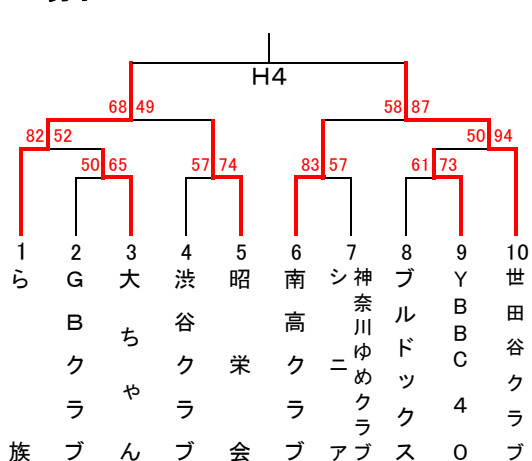 H4
68 49
58 87
82 52
50 94
50 65
57 74
83 57
61 73
1 2 3 4 5 6 7 8 9 10
ら族
GBクラブ
大ちゃん
渋谷クラブ
昭栄会
南高クラブ
神奈川ゆめクラブ
シニア
ブルドックス
YBBC40
世田谷クラブ